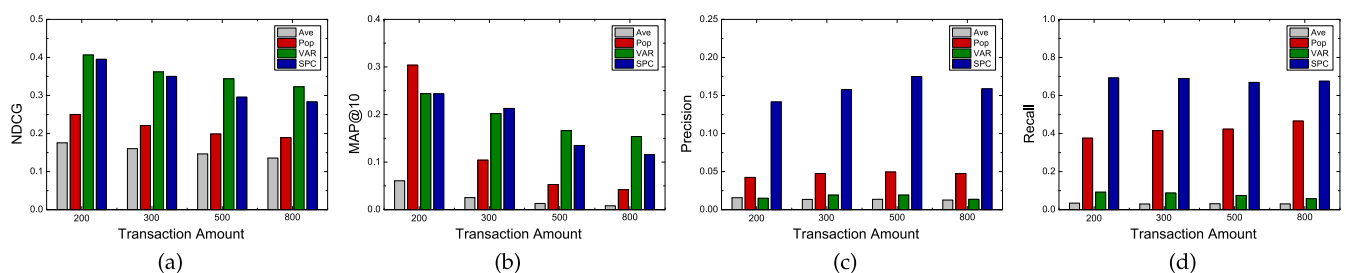 0.5
0.4
0.3
0.2
0.1
0.0
NDCG
200 300 500 800
Transaction Amount
Ave
Pop
VAR
SPC
(a)
0.4
0.3
0.2
0.1
0.0
MAP@10
200 300 500 800
Transaction Amount
Ave
Pop
VAR
SPC
(b)
0.25
0.20
0.15
0.10
0.05
0.00
Precision
200 300 500 800
Transaction Amount
Ave
Pop
VAR
SPC
(c)
1.0
0.8
0.6
0.4
0.2
0.0
Recall
200 300 500 800
Transaction Amount
Ave
Pop
VAR
SPC
(d)